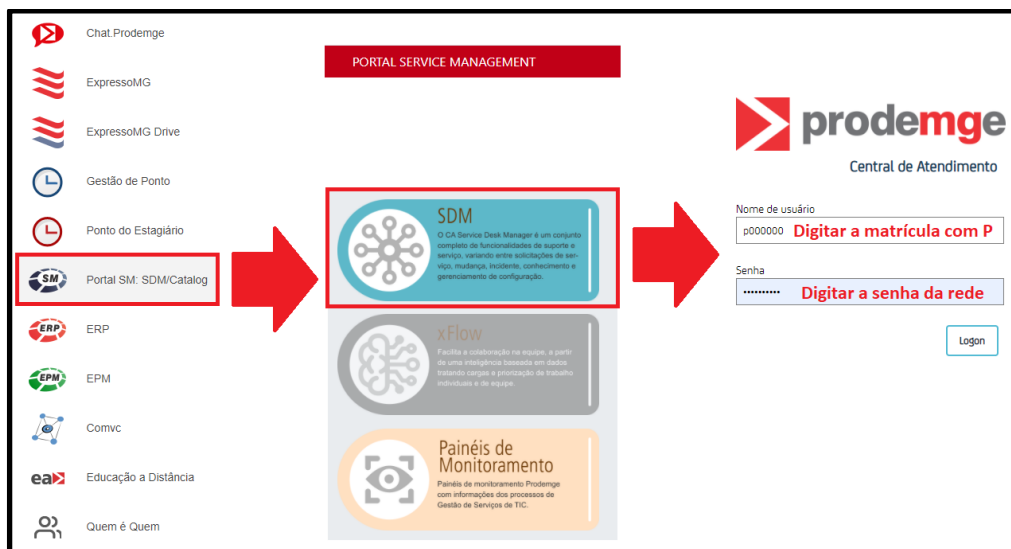 Chat.Prodemge
ExpressoMG
ExpressoMG Drive
Gestão de Ponto
Ponto do Estagiário
SM
Portal SM: SDM/Catalog
ERP
ERP
EPM
EPM
Comvc
ea
Educação a Distância
Quem é Quem
PORTAL SERVICE MANAGEMENT
SDM
O CA Service Desk Manager é um conjunto
completo de funcionalidades de suporte e
serviço, variando entre solicitações de ser-
viço, mudança, incidente, conhecimento e
gerenciamento de configuração.
xFlow
Facilita a colaboração na equipe, a partir
de uma inteligência baseada em dados
tratando cargas a priorização de trabalho
individuais e de equipe.
Painéis de
Monitoramento
Painéis de monitoramento Prodemge
com informações dos processos de
Gestão de Serviços de TIC.
prodemge
Central de Atendimento
Nome de usuário
p000000 Digitar a matrícula com P
Senha
•••••••••• Digitar a senha da rede
Logon